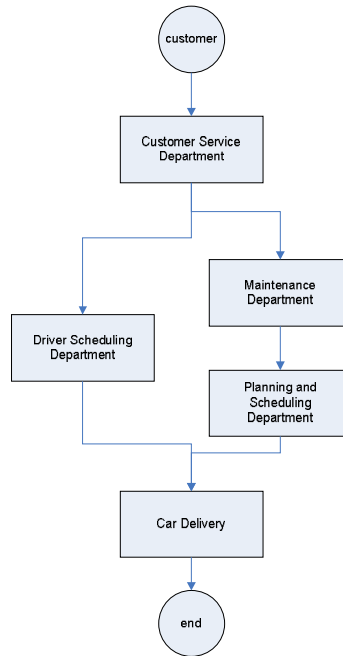 customer
Customer Service
Department
Maintenance
Department
Driver Scheduling
Department
Planning and
Scheduling
Department
Car Delivery
end